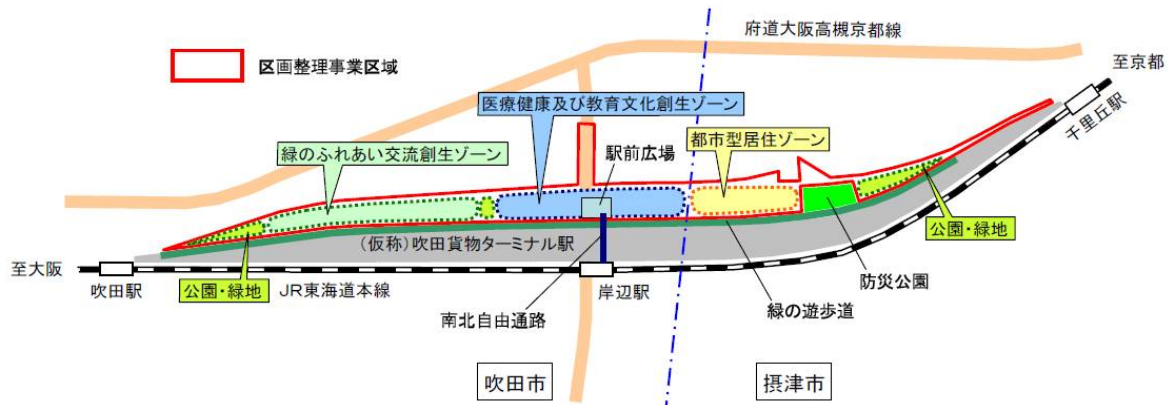 府道大阪高槻京都線
区画整理事業区域
至京都
医療健康及び教育文化創生ゾーン
千里丘駅
都市型居住ゾーン
緑のふれあい交流創生ゾーン
駅前広場
(仮称)吹田貨物ターミナル駅
公園・緑地
至大阪
吹田駅
公園・緑地
JR東海道本線
岸辺駅
防災公園
南北自由通路
緑の遊歩道
吹田市
摂津市